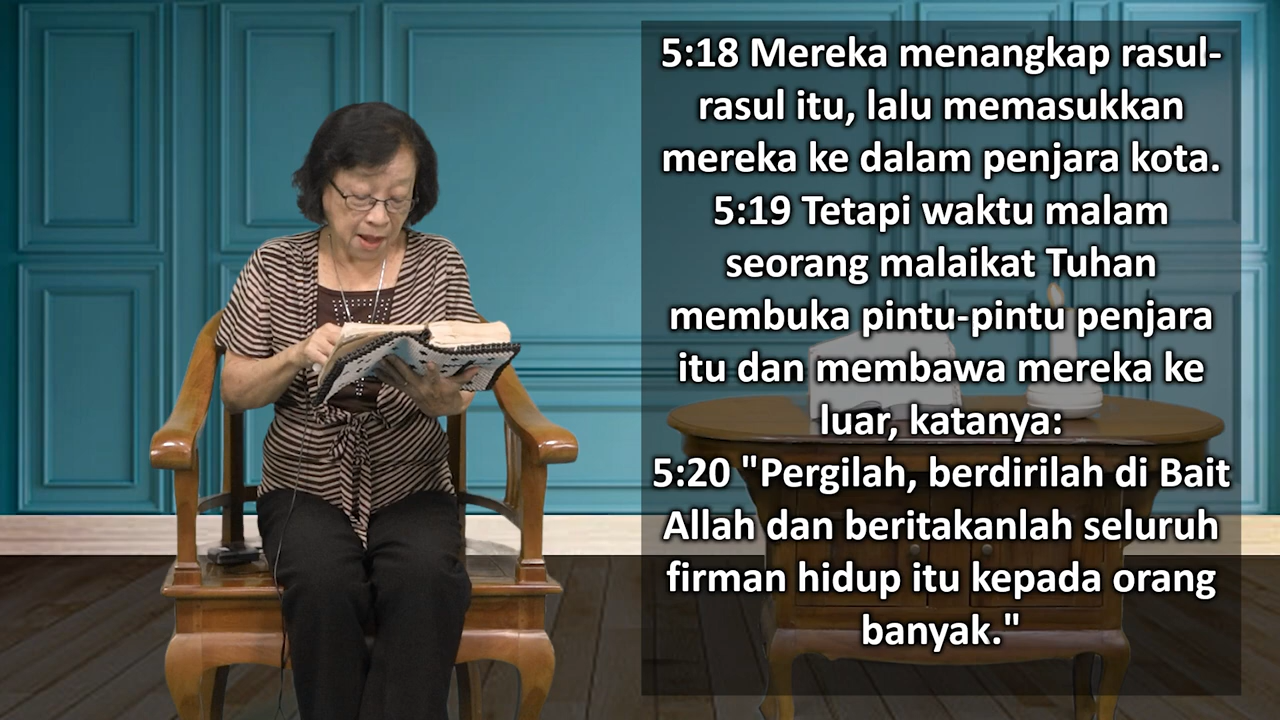 5:18 Mereka menangkap rasul-
rasul itu, lalu memasukkan
mereka ke dalam penjara kota.
5:19 Tetapi waktu malam
seorang malaikat Tuhan
membuka pintu-pintu penjara
itu dan membawa mereka ke
luar, katanya:
5:20 "Pergilah, berdirilah di Bait
Allah dan beritakanlah seluruh
firman hidup itu kepada orang
banyak."